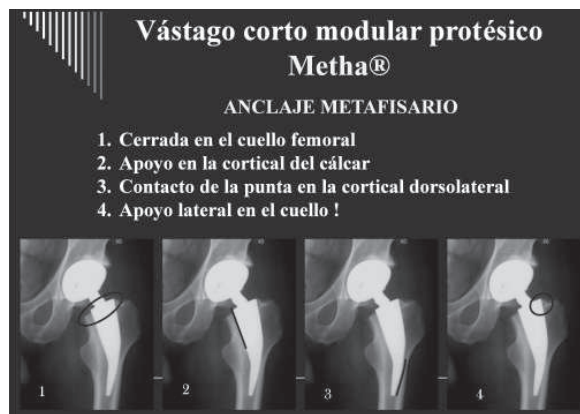 Vástago corto modular protésico
Metha®
ANCLAJE METAFISARIO
1. Cerrada en el cuello femoral
2. Apoyo en la cortical del cálcar
3. Contacto de la punta en la cortical dorsolateral
4. Apoyo lateral en el cuello !
1
2
3
4